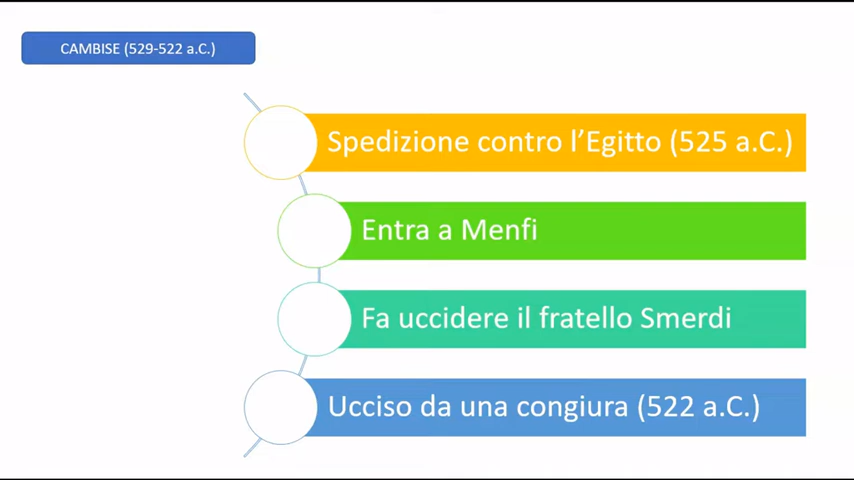 CAMBISE (529-522 a.C.)
Spedizione contro l’Egitto (525 a.C.)
Entra a Menfi
Fa uccidere il fratello Smerdi
Ucciso da una congiura (522 a.C.)